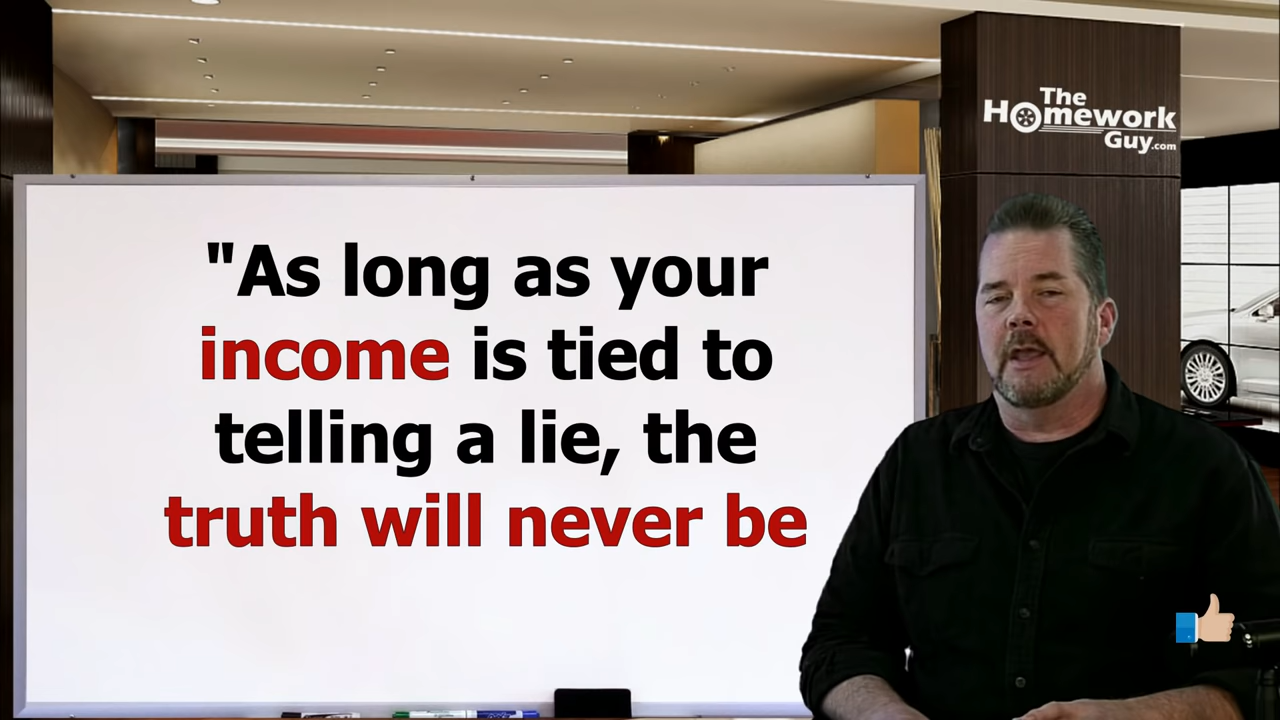 "As long as your
income is tied to
telling a lie, the
truth will never be
The
Homework
Guy.com